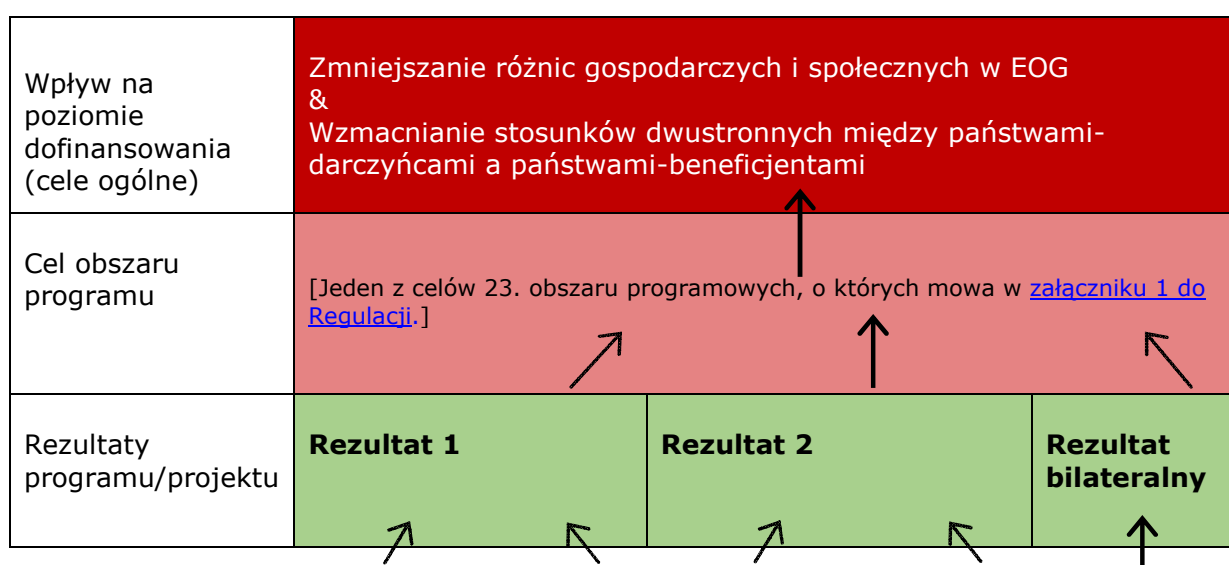 Wpływ na
poziomie
dofinansowania
(cele ogólne)
Zmniejszanie różnic gospodarczych i społecznych w EOG
&
Wzmacnianie stosunków dwustronnych między państwami-
darczyńcami a państwami-beneficjentami
Cel obszaru
programu
[Jeden z celów 23. obszaru programowych, o których mowa w załączniku 1 do
Regulacji.]
Rezultaty
programu/projektu
Rezultat 1
Rezultat 2
Rezultat
bilateralny